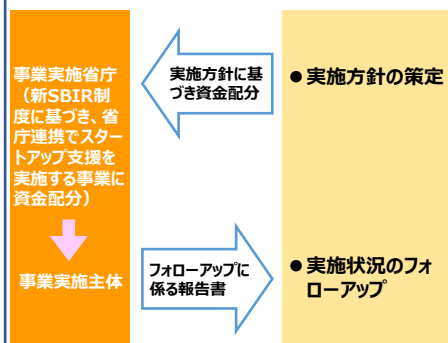 事業実施省庁
(新SBIR制
度に基づき、省
庁連携でスター
トアップ支援を
実施する事業に
資金配分)
事業実施主体
実施方針に基
づき資金配分
フォローアップに
係る報告書
●実施方針の策定
●実施状況のフォ
ローアップ